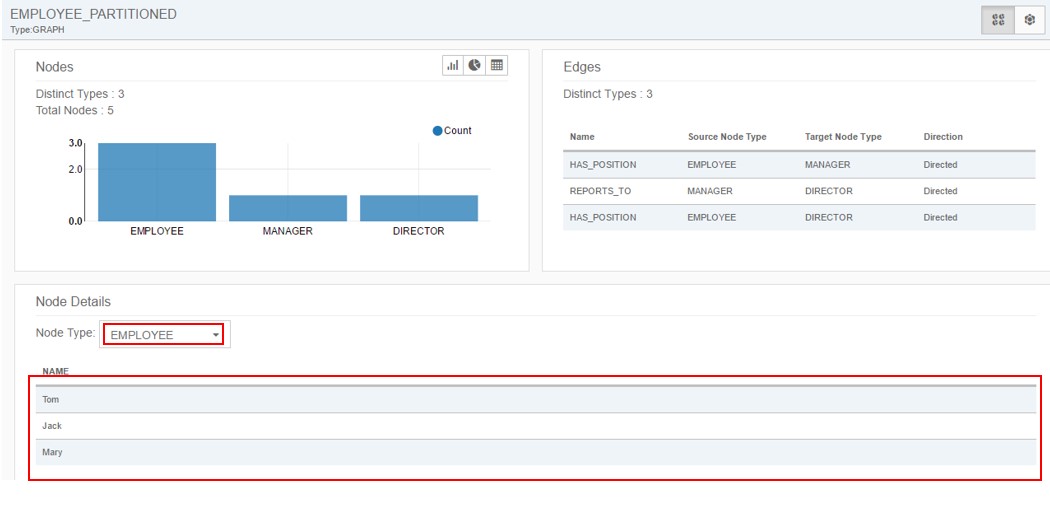 EMPLOYEE_PARTITIONED
Type:GRAPH
Nodes
Distinct Types : 3
Total Nodes : 5
Count
3.0
2.0
0.0
EMPLOYEE MANAGER DIRECTOR
Edges
Distinct Types : 3
Name Source Node Type Target Node Type Direction
HAS_POSITION EMPLOYEE MANAGER Directed
REPORTS_TO MANAGER DIRECTOR Directed
HAS_POSITION EMPLOYEE DIRECTOR Directed
Node Details
Node Type: EMPLOYEE
NAME
Tom
Jack
Mary